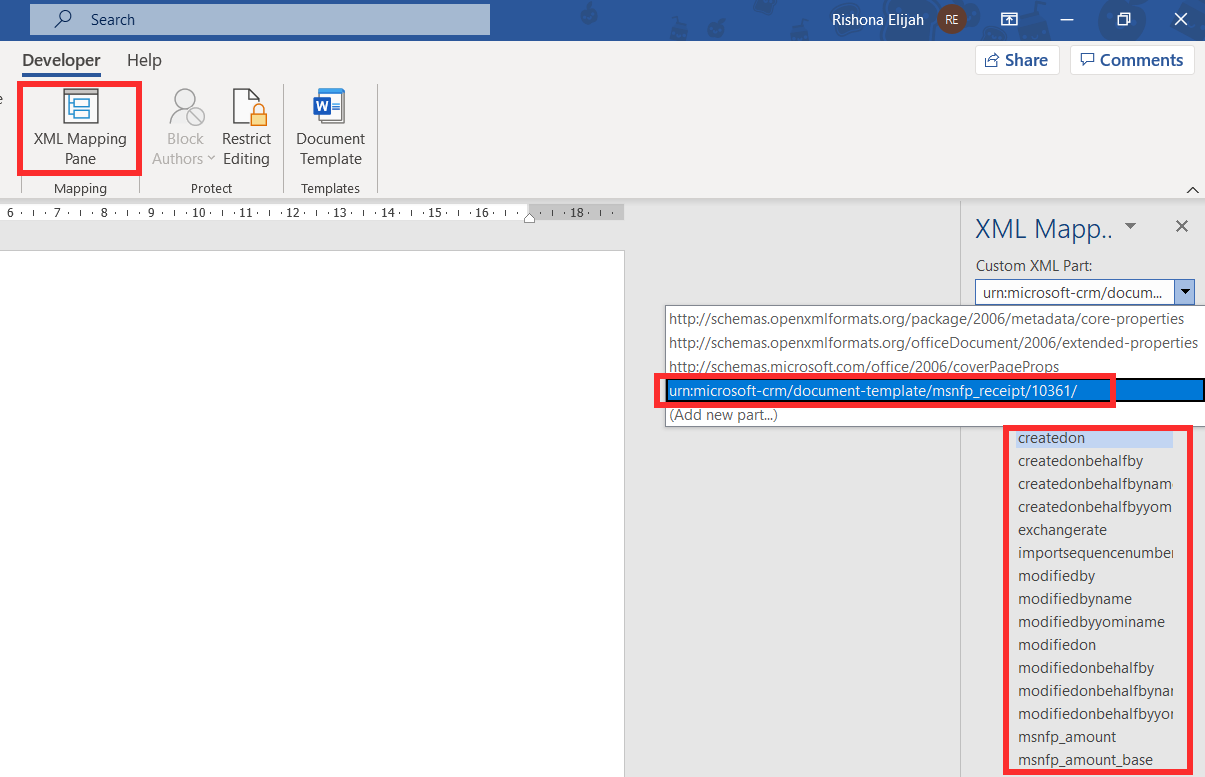 Search
Rishona Elijah
RE
Developer Help
Share
Comments
XML Mapping
Pane
Block
Authors
Restrict
Editing
Document
Template
Mapping
Protect
Templates
6 7 8 9 10 11 12 13 14 15 16 18
XML Mapp..
Custom XML Part:
urn:microsoft-crm/docum...
http://schemas.openxmlformats.org/package/2006/metadata/core-properties
http://schemas.openxmlformats.org/officeDocument/2006/extended-properties
http://schemas.microsoft.com/office/2006/coverPageProps
urn:microsoft-crm/document-template/msnfp_receipt/10361/
(Add new part...)
createdon
createdonbehalfby
createdonbehalfbynam
createdonbehalfbyyom
exchangerate
importsequencenumber
modifiedby
modifiedbyname
modifiedbyyominame
modifiedon
modifiedonbehalfby
modifiedonbehalfbynar
modifiedonbehalfbyyor
msnfp_amount
msnfp_amount_base